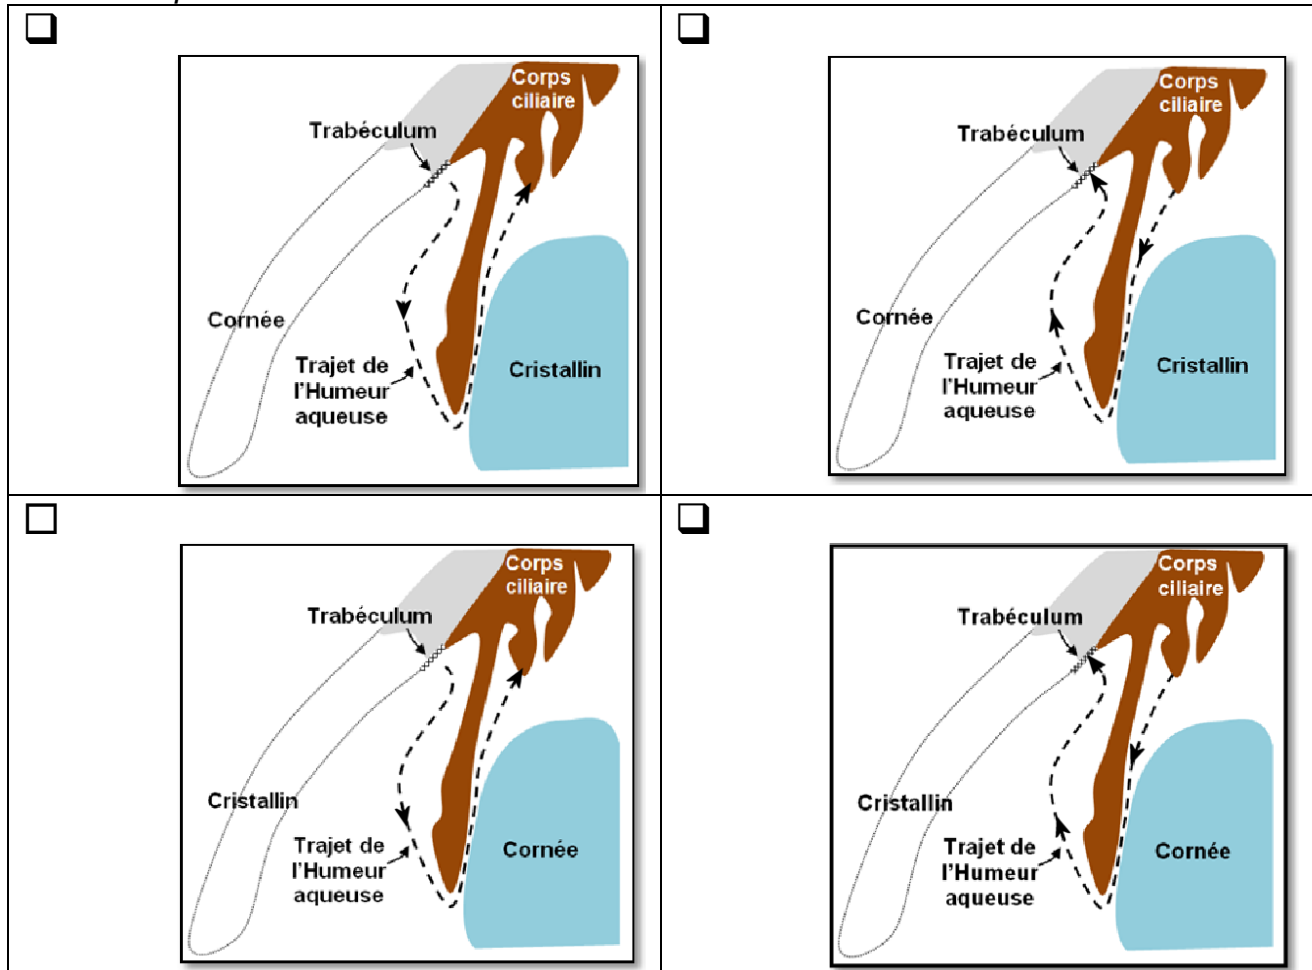 Corps
ciliaire
Trabéculum
Cornée
Trajet de
l'Humeur
aqueuse
Cristallin
Corps
ciliaire
Trabéculum
Cornée
Trajet de
l'Humeur
aqueuse
Cristallin
Corps
ciliaire
Trabéculum
Cristallin
Trajet de
l'Humeur
aqueuse
Cornée
Corps
ciliaire
Trabéculum
Cristallin
Trajet de
l'Humeur
aqueuse
Cornée